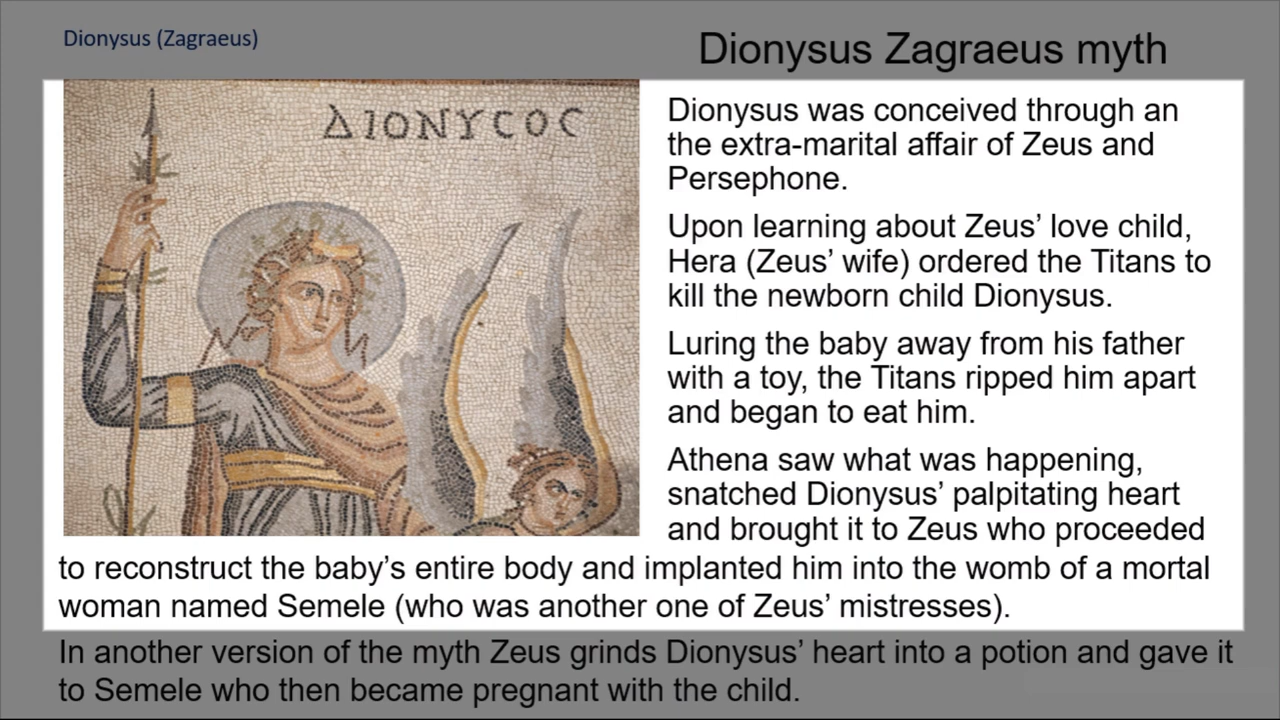 Dionysus (Zagraeus)
Dionysus Zagraeus myth
ΔΙΟΝΥCΟC
Dionysus was conceived through an
the extra-marital affair of Zeus and
Persephone.
Upon learning about Zeus’ love child,
Hera (Zeus’ wife) ordered the Titans to
kill the newborn child Dionysus.
Luring the baby away from his father
with a toy, the Titans ripped him apart
and began to eat him.
Athena saw what was happening,
snatched Dionysus’ palpitating heart
and brought it to Zeus who proceeded
to reconstruct the baby’s entire body and implanted him into the womb of a mortal
woman named Semele (who was another one of Zeus’ mistresses).
In another version of the myth Zeus grinds Dionysus’ heart into a potion and gave it
to Semele who then became pregnant with the child.